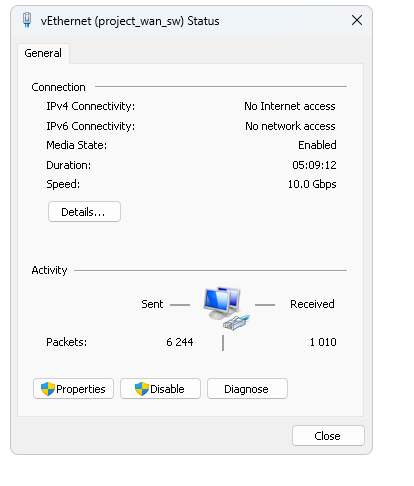 vEthernet (project_wan_sw) Status
General
Connection
IPv4 Connectivity: No Internet access
IPv6 Connectivity: No network access
Media State: Enabled
Duration: 05:09:12
Speed: 10.0 Gbps
Details...
Activity
Sent Received
Packets: 6 244 1 010
Properties Disable Diagnose
Close